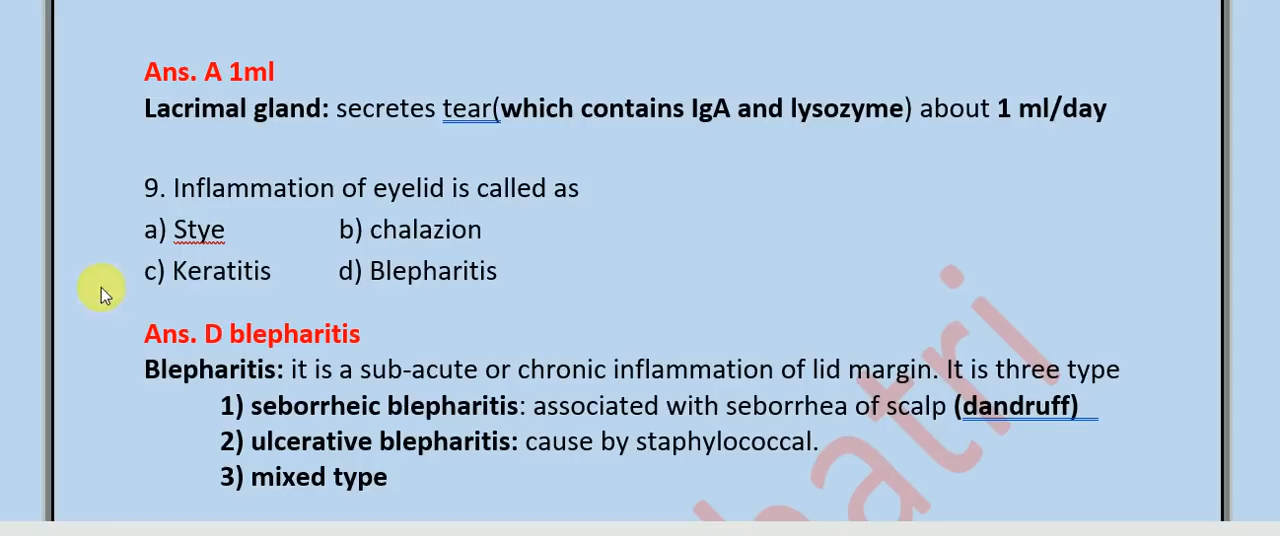 Ans. A 1ml
Lacrimal gland: secretes tear(which contains IgA and lysozyme) about 1 ml/day
9. Inflammation of eyelid is called as
a) Stye b) chalazion
c) Keratitis d) Blepharitis
Ans. D blepharitis
Blepharitis: it is a sub-acute or chronic inflammation of lid margin. It is three type
1) seborrheic blepharitis: associated with seborrhea of scalp (dandruff)
2) ulcerative blepharitis: cause by staphylococcal.
3) mixed type